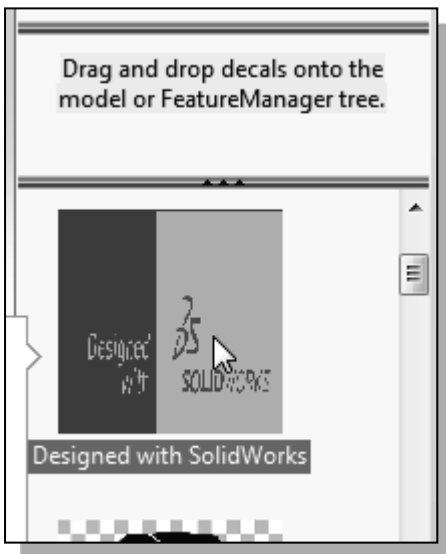 Drag and drop decals onto the
model or FeatureManager tree.
Designed
with
SOLIDWORKS
Designed with SolidWorks